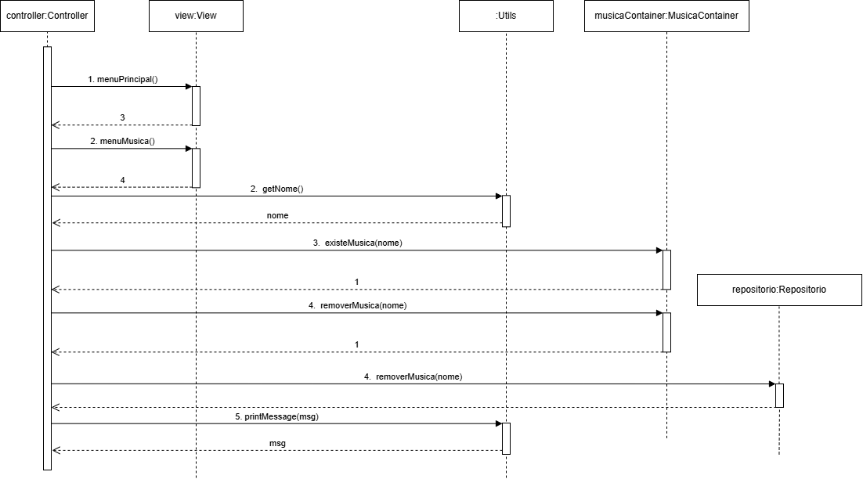 controller:Controller
view:View
:Utils
musicaContainer:MusicaContainer
1. menuPrincipal()
3
2. menuMusica()
4
2. getNome()
nome
3. existeMusica(nome)
1
repositorio:Repositorio
4. removerMusica(nome)
1
4. removerMusica(nome)
5. printMessage(msg)
msg